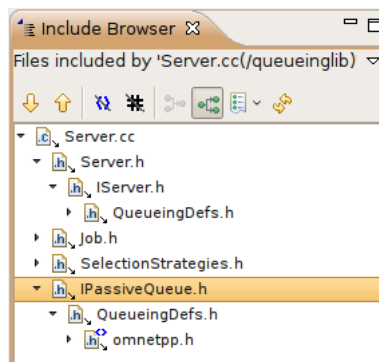 Include Browser
Files included by 'Server.cc(/queueinglib)
.c Server.cc
.h Server.h
.h IServer.h
.h QueueingDefs.h
.h Job.h
.h SelectionStrategies.h
.h IPassiveQueue.h
.h QueueingDefs.h
.h omnetpp.h